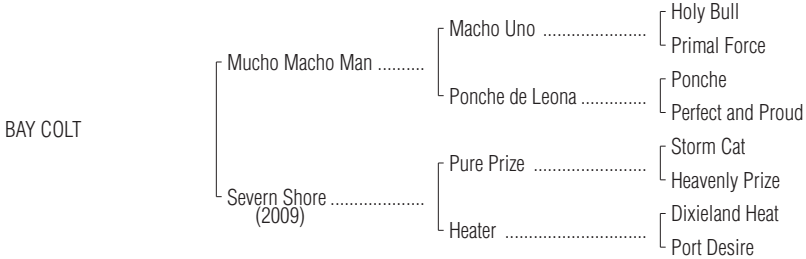 Holy Bull
Macho Uno ......................
Primal Force
Mucho Macho Man ..........
Ponche
Ponche de Leona ..............
Perfect and Proud
BAY COLT
Storm Cat
Pure Prize ........................
Heavenly Prize
Severn Shore ....................
(2009)
Dixieland Heat
Heater ..............................
Port Desire